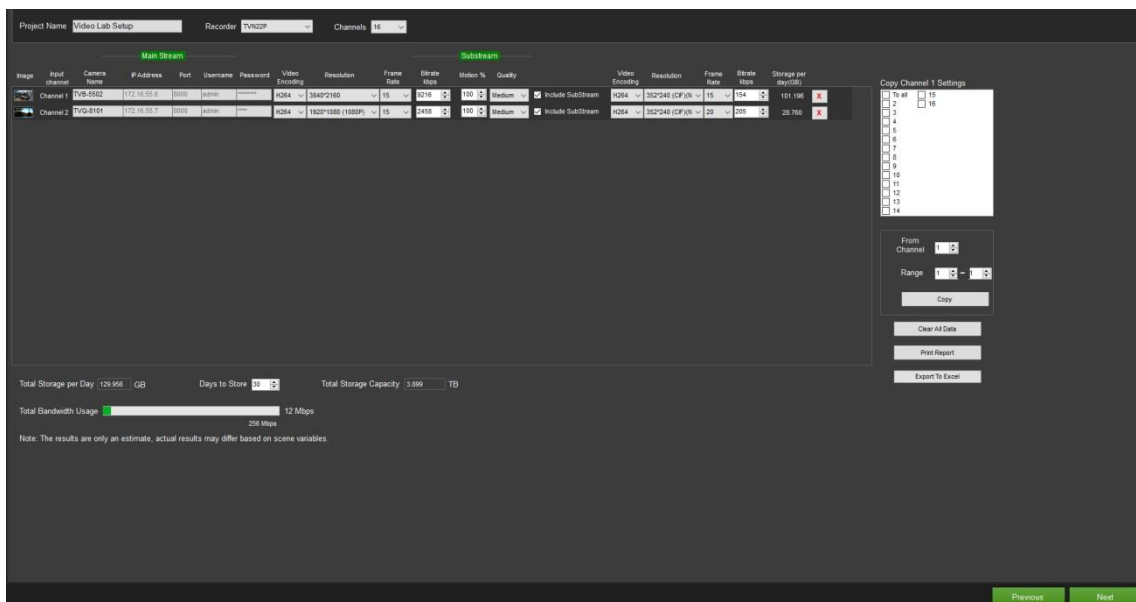 Project Name Video Lab Setup Recorder TVN22P Channels 16
Main Stream Substream
Image Input channel Camera Name IP Address Port Username Password Video Encoding Resolution Frame Rate Bitrate kbps Motion % Quality Video Encoding Resolution Frame Rate Bitrate kbps Storage per day(GB)
Channel 1 TVB-5502 172.16.55.6 8000 admin ******** H264 3840*2160 15 9216 100 Medium Include SubStream H264 352*240 (CIF)(N 15 154 101.196 X
Channel 2 TVG-8101 172.16.55.7 8000 admin **** H264 1920*1080 (1080P) 15 2458 100 Medium Include SubStream H264 352*240 (CIF)(N 20 205 28.760 X
Copy Channel 1 Settings
To all 15
2 16
3
4
5
6
7
8
9
10
11
12
13
14
From Channel 1
Range 1 - 1
Copy
Clear All Data
Print Report
Export To Excel
Total Storage per Day 129.956 GB Days to Store 30 Total Storage Capacity 3.899 TB
Total Bandwidth Usage 12 Mbps
256 Mbps
Note: The results are only an estimate, actual results may differ based on scene variables.
Previous Next